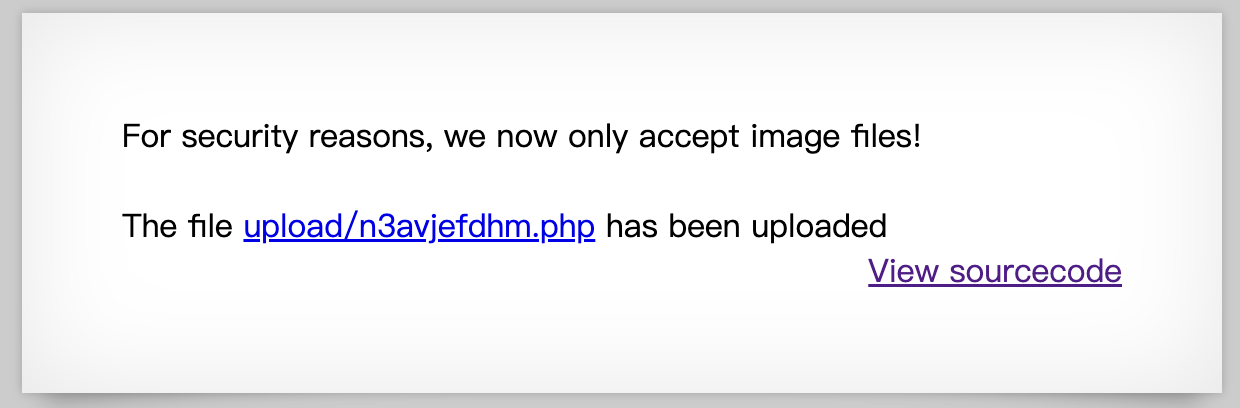 For security reasons, we now only accept image files!
The file upload/n3avjefdhm.php has been uploaded
View sourcecode